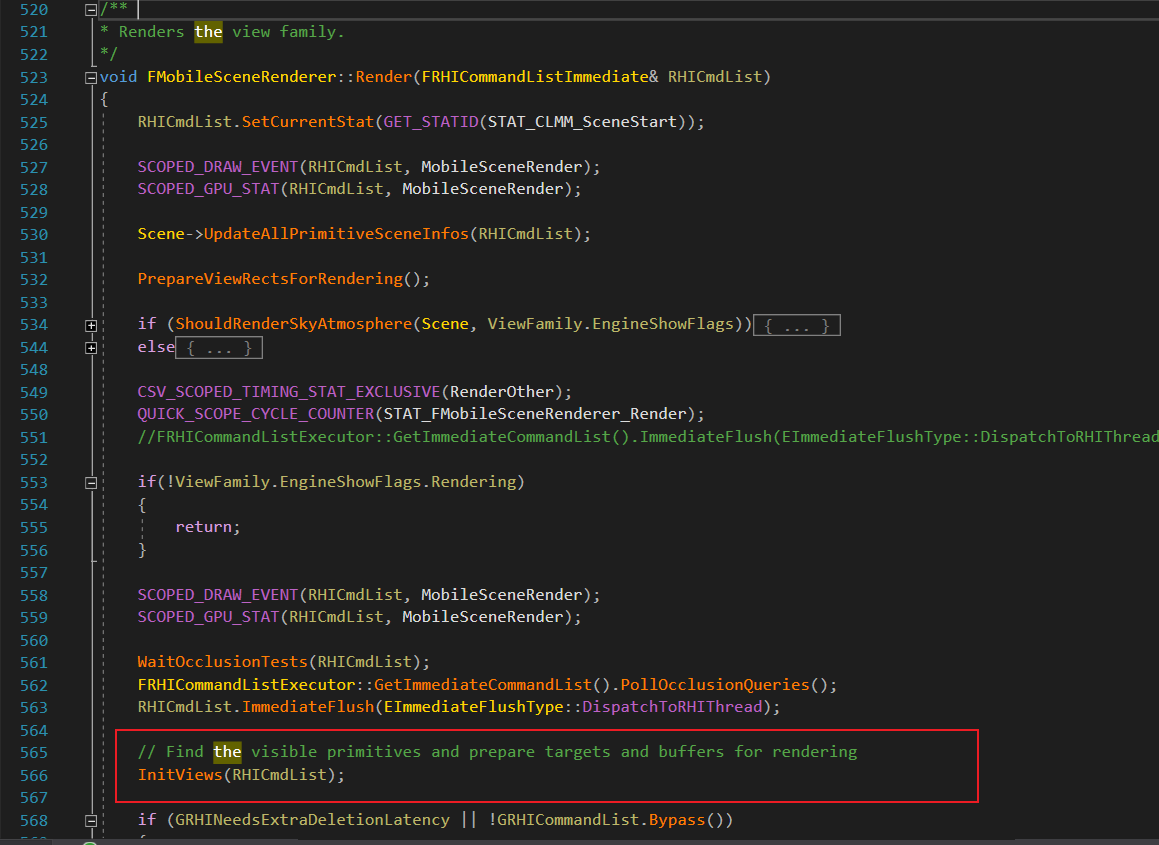 520 /**
521 * Renders the view family.
522 */
523 void FMobileSceneRenderer::Render(FRHICommandListImmediate& RHICmdList)
524 {
525 RHICmdList.SetCurrentStat(GET_STATID(STAT_CLMM_SceneStart));
526
527 SCOPED_DRAW_EVENT(RHICmdList, MobileSceneRender);
528 SCOPED_GPU_STAT(RHICmdList, MobileSceneRender);
529
530 Scene->UpdateAllPrimitiveSceneInfos(RHICmdList);
531
532 PrepareViewRectsForRendering();
533
534 if (ShouldRenderSkyAtmosphere(Scene, ViewFamily.EngineShowFlags)){ ... }
544 else{ ... }
548
549 CSV_SCOPED_TIMING_STAT_EXCLUSIVE(RenderOther);
550 QUICK_SCOPE_CYCLE_COUNTER(STAT_FMobileSceneRenderer_Render);
551 //FRHICommandListExecutor::GetImmediateCommandList().ImmediateFlush(EImmediateFlushType::DispatchToRHIThread
552
553 if(!ViewFamily.EngineShowFlags.Rendering)
554 {
555 return;
556 }
557
558 SCOPED_DRAW_EVENT(RHICmdList, MobileSceneRender);
559 SCOPED_GPU_STAT(RHICmdList, MobileSceneRender);
560
561 WaitOcclusionTests(RHICmdList);
562 FRHICommandListExecutor::GetImmediateCommandList().PollOcclusionQueries();
563 RHICmdList.ImmediateFlush(EImmediateFlushType::DispatchToRHIThread);
564
565 // Find the visible primitives and prepare targets and buffers for rendering
566 InitViews(RHICmdList);
567
568 if (GRHINeedsExtraDeletionLatency || !GRHICommandList.Bypass())